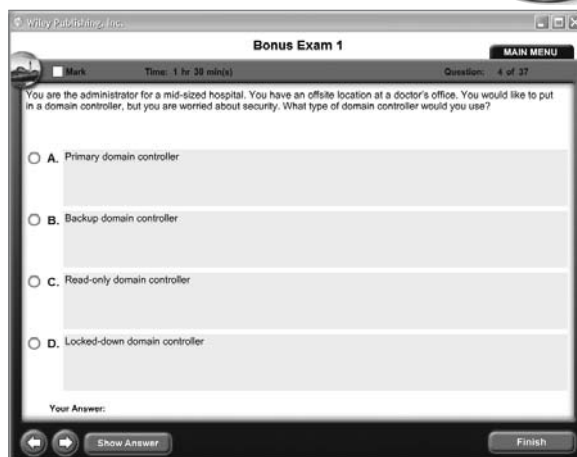 Wiley Publishing, Inc.
Bonus Exam 1
MAIN MENU
Mark Time: 1 hr 30 min(s) Question: 4 of 37
You are the administrator for a mid-sized hospital. You have an offsite location at a doctor's office. You would like to put
in a domain controller, but you are worried about security. What type of domain controller would you use?
A. Primary domain controller
B. Backup domain controller
C. Read-only domain controller
D. Locked-down domain controller
Your Answer:
Show Answer Finish